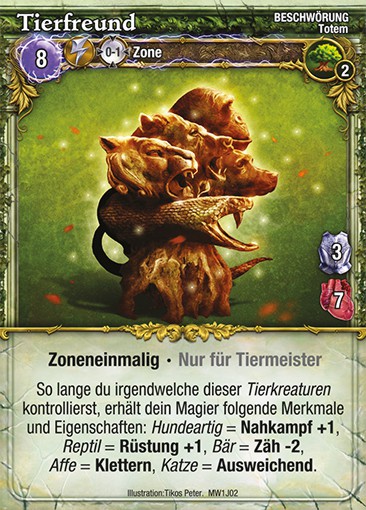 Tierfreund
BESCHWÖRUNG
Totem
8
0-1
Zone
2
3
7
Zoneneinmalig • Nur für Tiermeister
So lange du irgendwelche dieser Tierkreaturen
kontrollierst, erhält dein Magier folgende Merkmale
und Eigenschaften: Hundeartig = Nahkampf +1,
Reptil = Rüstung +1, Bär = Zäh -2,
Affe = Klettern, Katze = Ausweichend.
Illustration:Tikos Peter. MW1J02